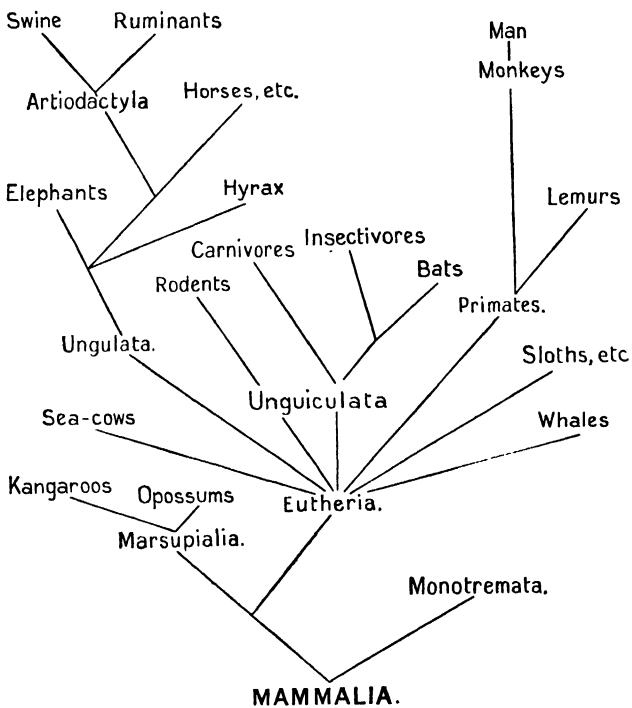 Swine
Ruminants
Man
Monkeys
Artiodactyla
Horses, etc.
Elephants
Hyrax
Lemurs
Carnivores
Insectivores
Bats
Rodents
Primates.
Ungulata.
Sloths, etc
Unguiculata
Sea-cows
Whales
Kangaroos
Opossums
Eutheria.
Marsupialia.
Monotremata.
MAMMALIA.